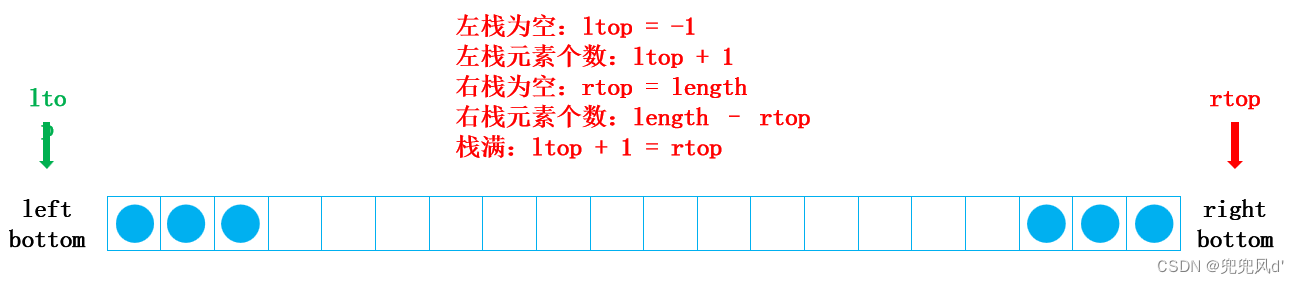 左栈为空：ltop = -1
左栈元素个数：ltop + 1
右栈为空：rtop = length
右栈元素个数：length - rtop
栈满：ltop + 1 = rtop
lto
p
rtop
left
bottom
right
bottom
CSDN @兜兜风d'